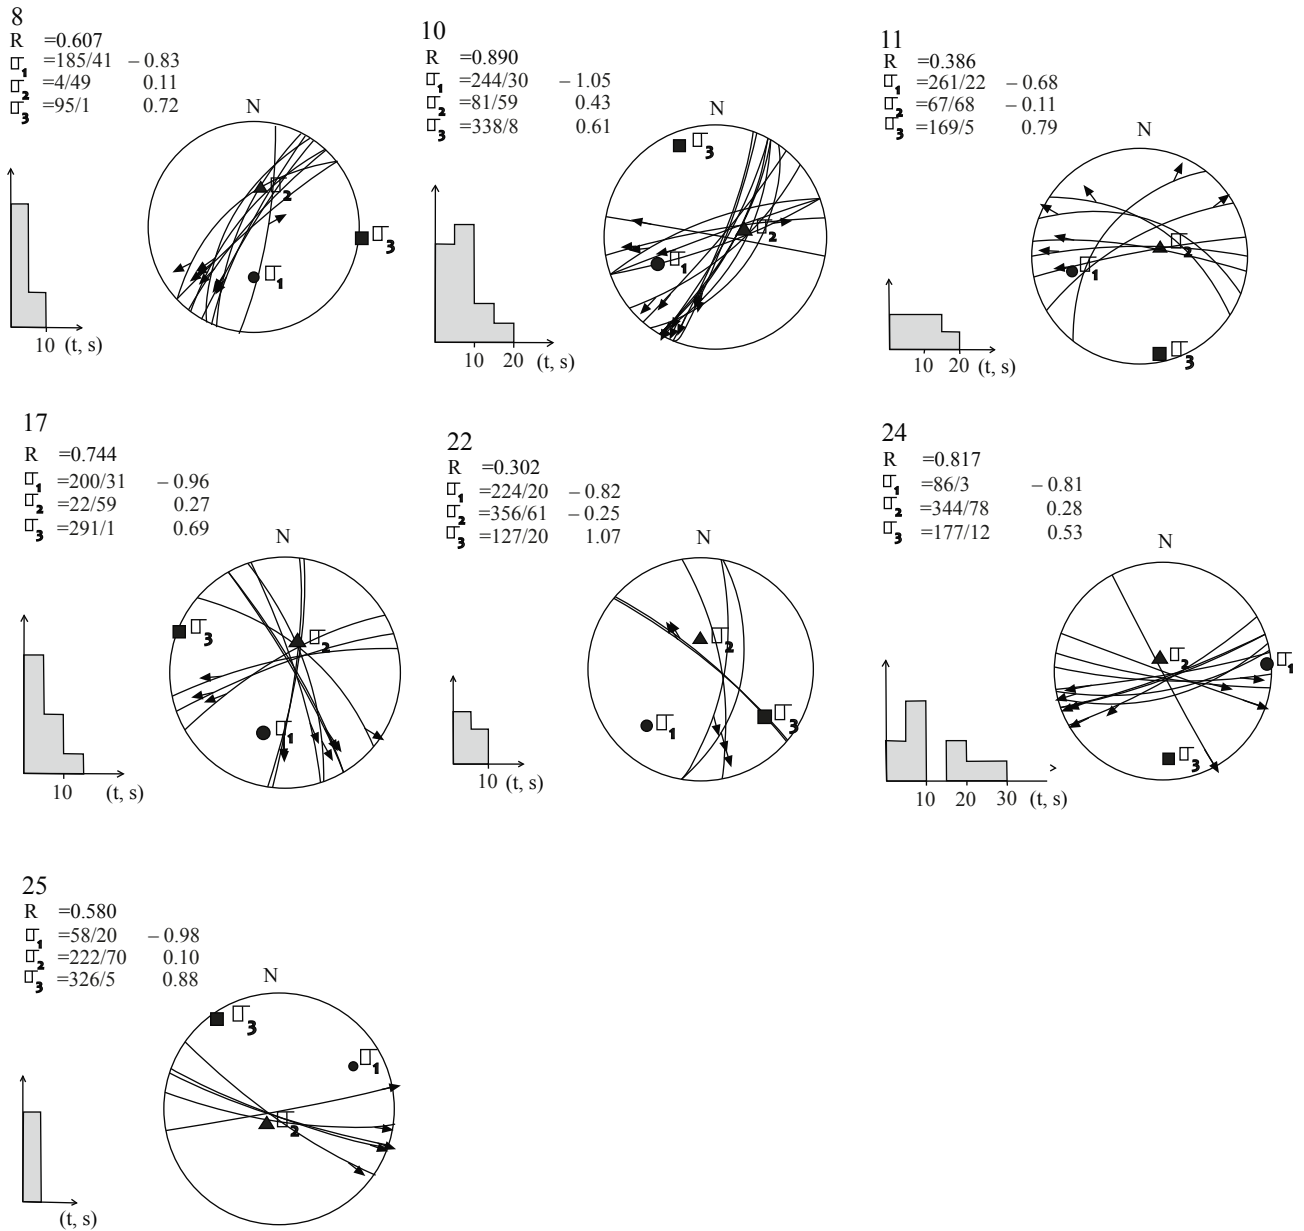 8
R =0.607
σ1 =185/41 – 0.83
σ2 =4/49 0.11
σ3 =95/1 0.72
N
σ2
σ3
σ1
10 (t, s)
10
R =0.890
σ1 =244/30 – 1.05
σ2 =81/59 0.43
σ3 =338/8 0.61
N
σ3
σ2
σ1
10 20 (t, s)
11
R =0.386
σ1 =261/22 – 0.68
σ2 =67/68 – 0.11
σ3 =169/5 0.79
N
σ2
σ1
σ3
10 20 (t, s)
17
R =0.744
σ1 =200/31 – 0.96
σ2 =22/59 0.27
σ3 =291/1 0.69
N
σ3
σ2
σ1
10 (t, s)
22
R =0.302
σ1 =224/20 – 0.82
σ2 =356/61 – 0.25
σ3 =127/20 1.07
N
σ2
σ3
σ1
10 (t, s)
24
R =0.817
σ1 =86/3 – 0.81
σ2 =344/78 0.28
σ3 =177/12 0.53
N
σ2
σ1
σ3
10 20 30 (t, s)
25
R =0.580
σ1 =58/20 – 0.98
σ2 =222/70 0.10
σ3 =326/5 0.88
N
σ3
σ1
σ2
(t, s)